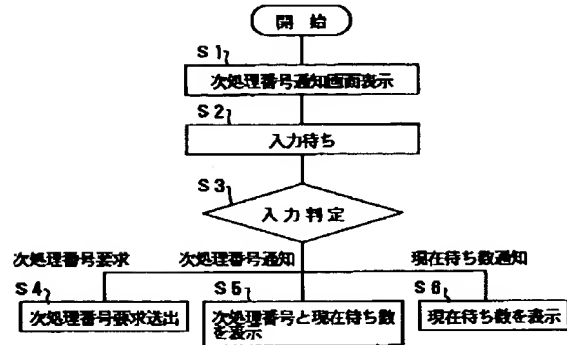 開 始
S1
次処理番号通知画面表示
S2
入力待ち
S3
入力判定
次処理番号要求 次処理番号通知 現在待ち数通知
S4 S5 S6
次処理番号要求送出
次処理番号と現在待ち数
を表示
現在待ち数を表示